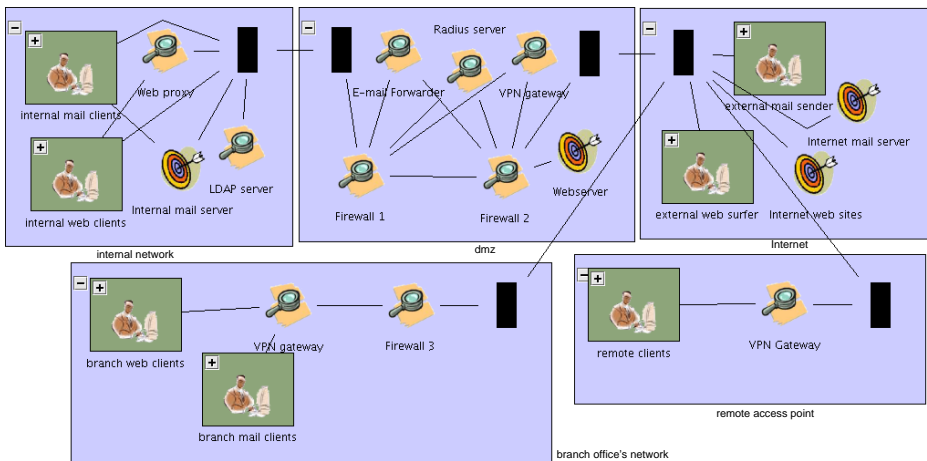 Radius server
Web proxy
E-mail Forwarder
VPN gateway
external mail sender
internal mail clients
Internet mail server
LDAP server
Webserver
internal web clients
Internal mail server
Firewall 1
Firewall 2
external web surfer
Internet web sites
internal network
dmz
Internet
branch web clients
VPN gateway
Firewall 3
remote clients
VPN Gateway
branch mail clients
remote access point
branch office's network